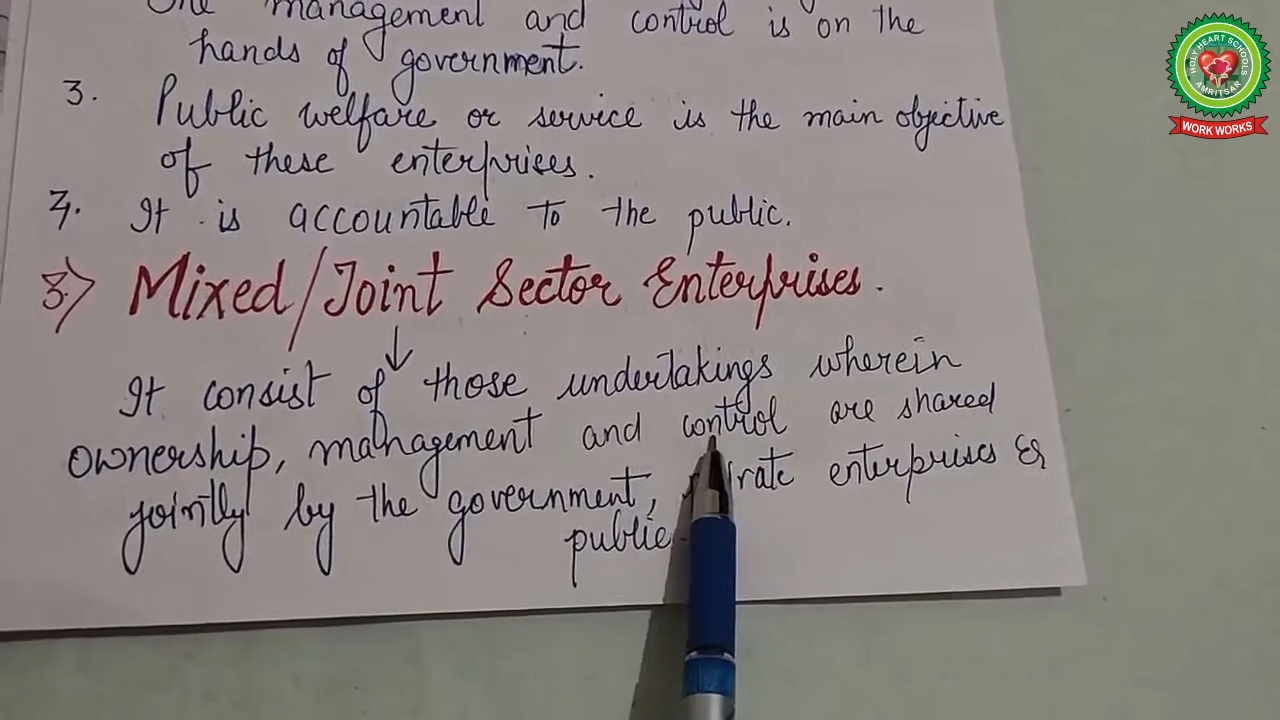 The management and control is on the
hands of government.
3. Public welfare or service is the main objective
of these enterprises.
4. It is accountable to the public.
3.) Mixed/Joint Sector Enterprises.
It consist of those undertakings wherein
ownership, management and control are shared
jointly by the government, enterprises &
public.
HOLY HEART SCHOOLS
AMRITSAR
WORK WORKS